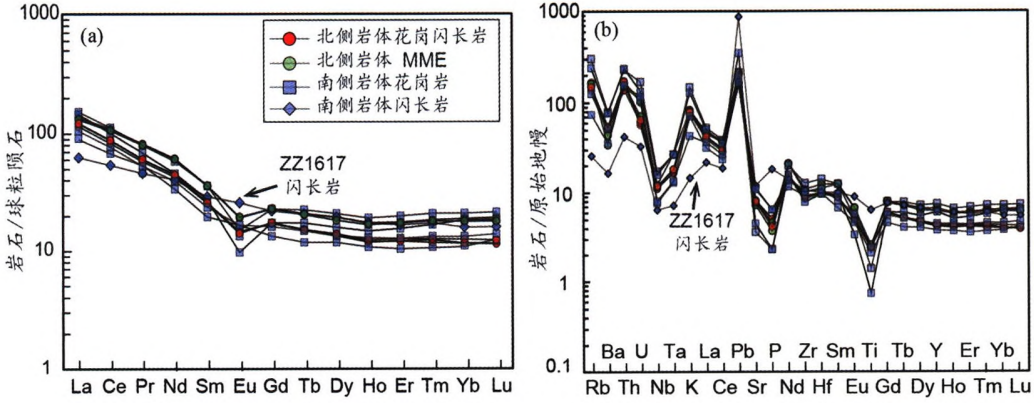 (a)
北侧岩体花岗闪长岩
北侧岩体 MME
南侧岩体花岗岩
南侧岩体闪长岩
1000
100
10
1
岩石/球粒陨石
ZZ1617
闪长岩
La Ce Pr Nd Sm Eu Gd Tb Dy Ho Er Tm Yb Lu
(b)
1000
100
10
1
0.1
岩石/原始地幔
ZZ1617
闪长岩
Ba U Ta La Pb P Zr Sm Ti Tb Y Er Yb
Rb Th Nb K Ce Sr Nd Hf Eu Gd Dy Ho Tm Lu